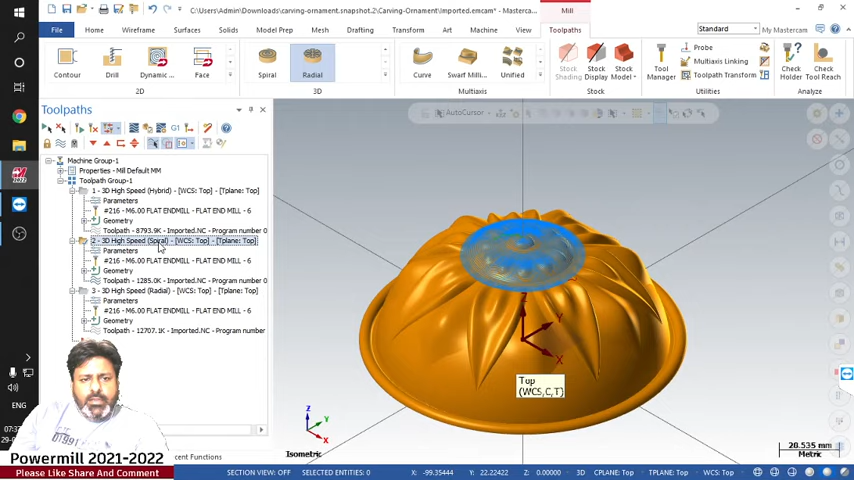 C:\Users\Admin\Downloads\carving-ornament.snapshot.2\Carving-Ornament\Imported.emcam* - Mastercam...
Mill
File Home Wireframe Surfaces Solids Model Prep Mesh Drafting Transform Art Machine View Toolpaths
Standard
My Mastercam
Contour Drill Dynamic ... Face Spiral Radial Curve Swarf Milli... Unified Stock Shading Stock Display Stock Model Tool Manager Probe Multiaxis Linking Toolpath Transform Check Holder Check Tool Reach
2D 3D Multiaxis Stock Utilities Analyze
Toolpaths
AutoCursor
G1
Machine Group-1
Properties - Mill Default MM
Toolpath Group-1
1 - 3D High Speed (Hybrid) - [WCS: Top] - [Tplane: Top]
Parameters
#216 - M6.00 FLAT ENDMILL - FLAT END MILL - 6
Geometry
Toolpath - 8793.9K - Imported.NC - Program number 0
2 - 3D High Speed (Spiral) - [WCS: Top] - [Tplane: Top]
Parameters
#216 - M6.00 FLAT ENDMILL - FLAT END MILL - 6
Geometry
Toolpath - 1285.0K - Imported.NC - Program number 0
3 - 3D High Speed (Radial) - [WCS: Top] - [Tplane: Top]
Parameters
#216 - M6.00 FLAT ENDMILL - FLAT END MILL - 6
Geometry
Toolpath - 12707.1K - Imported.NC - Program number
Z
Y
X
Top
(WCS,C,T)
ENG
Z
Y
X
Isometric
20.535 mm
Metric
Powermill 2021-2022
cent Functions
Please Like Share And Comment
SECTION VIEW: OFF SELECTED ENTITIES: 0 X: -99.35444 Y: 22.22422 Z: 0.00000 3D CPLANE: Top TPLANE: Top WCS: Top